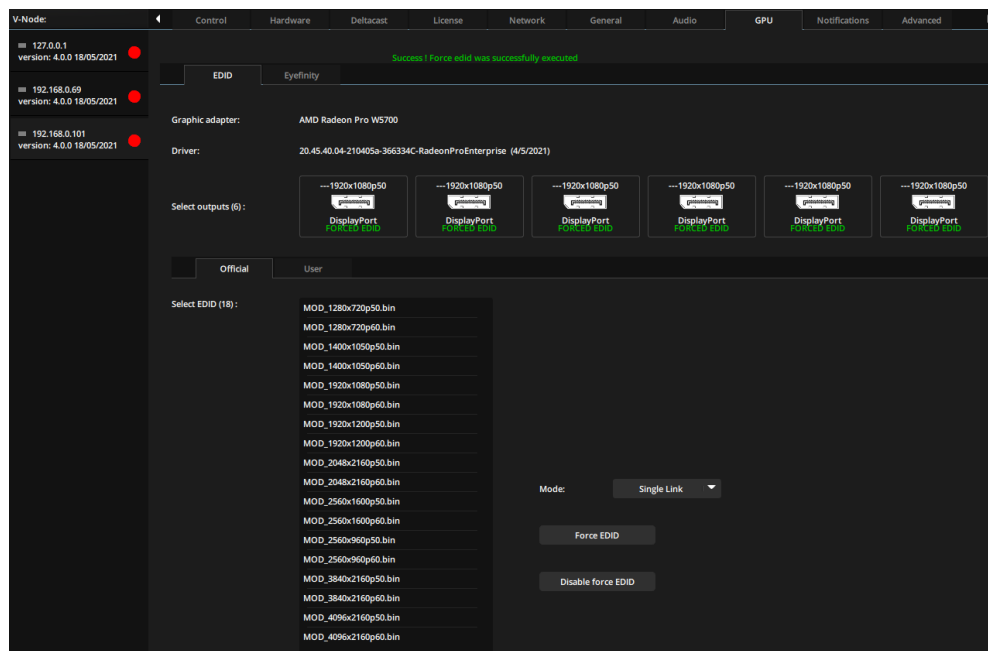 V-Node:
Control Hardware Deltacast License Network General Audio GPU Notifications Advanced
127.0.0.1
version: 4.0.0 18/05/2021
192.168.0.69
version: 4.0.0 18/05/2021
192.168.0.101
version: 4.0.0 18/05/2021
Success ! Force edid was successfully executed
EDID Eyefinity
Graphic adapter: AMD Radeon Pro W5700
Driver: 20.45.40.04-210405a-366334C-RadeonProEnterprise (4/5/2021)
Select outputs (6) :
---1920x1080p50 ---1920x1080p50 ---1920x1080p50 ---1920x1080p50 ---1920x1080p50 ---1920x1080p50
DisplayPort DisplayPort DisplayPort DisplayPort DisplayPort DisplayPort
FORCED EDID FORCED EDID FORCED EDID FORCED EDID FORCED EDID FORCED EDID
Official User
Select EDID (18) :
MOD_1280x720p50.bin
MOD_1280x720p60.bin
MOD_1400x1050p50.bin
MOD_1400x1050p60.bin
MOD_1920x1080p50.bin
MOD_1920x1080p60.bin
MOD_1920x1200p50.bin
MOD_1920x1200p60.bin
MOD_2048x2160p50.bin
MOD_2048x2160p60.bin
MOD_2560x1600p50.bin
MOD_2560x1600p60.bin
MOD_2560x960p50.bin
MOD_2560x960p60.bin
MOD_3840x2160p50.bin
MOD_3840x2160p60.bin
MOD_4096x2160p50.bin
MOD_4096x2160p60.bin
Mode: Single Link
Force EDID
Disable force EDID